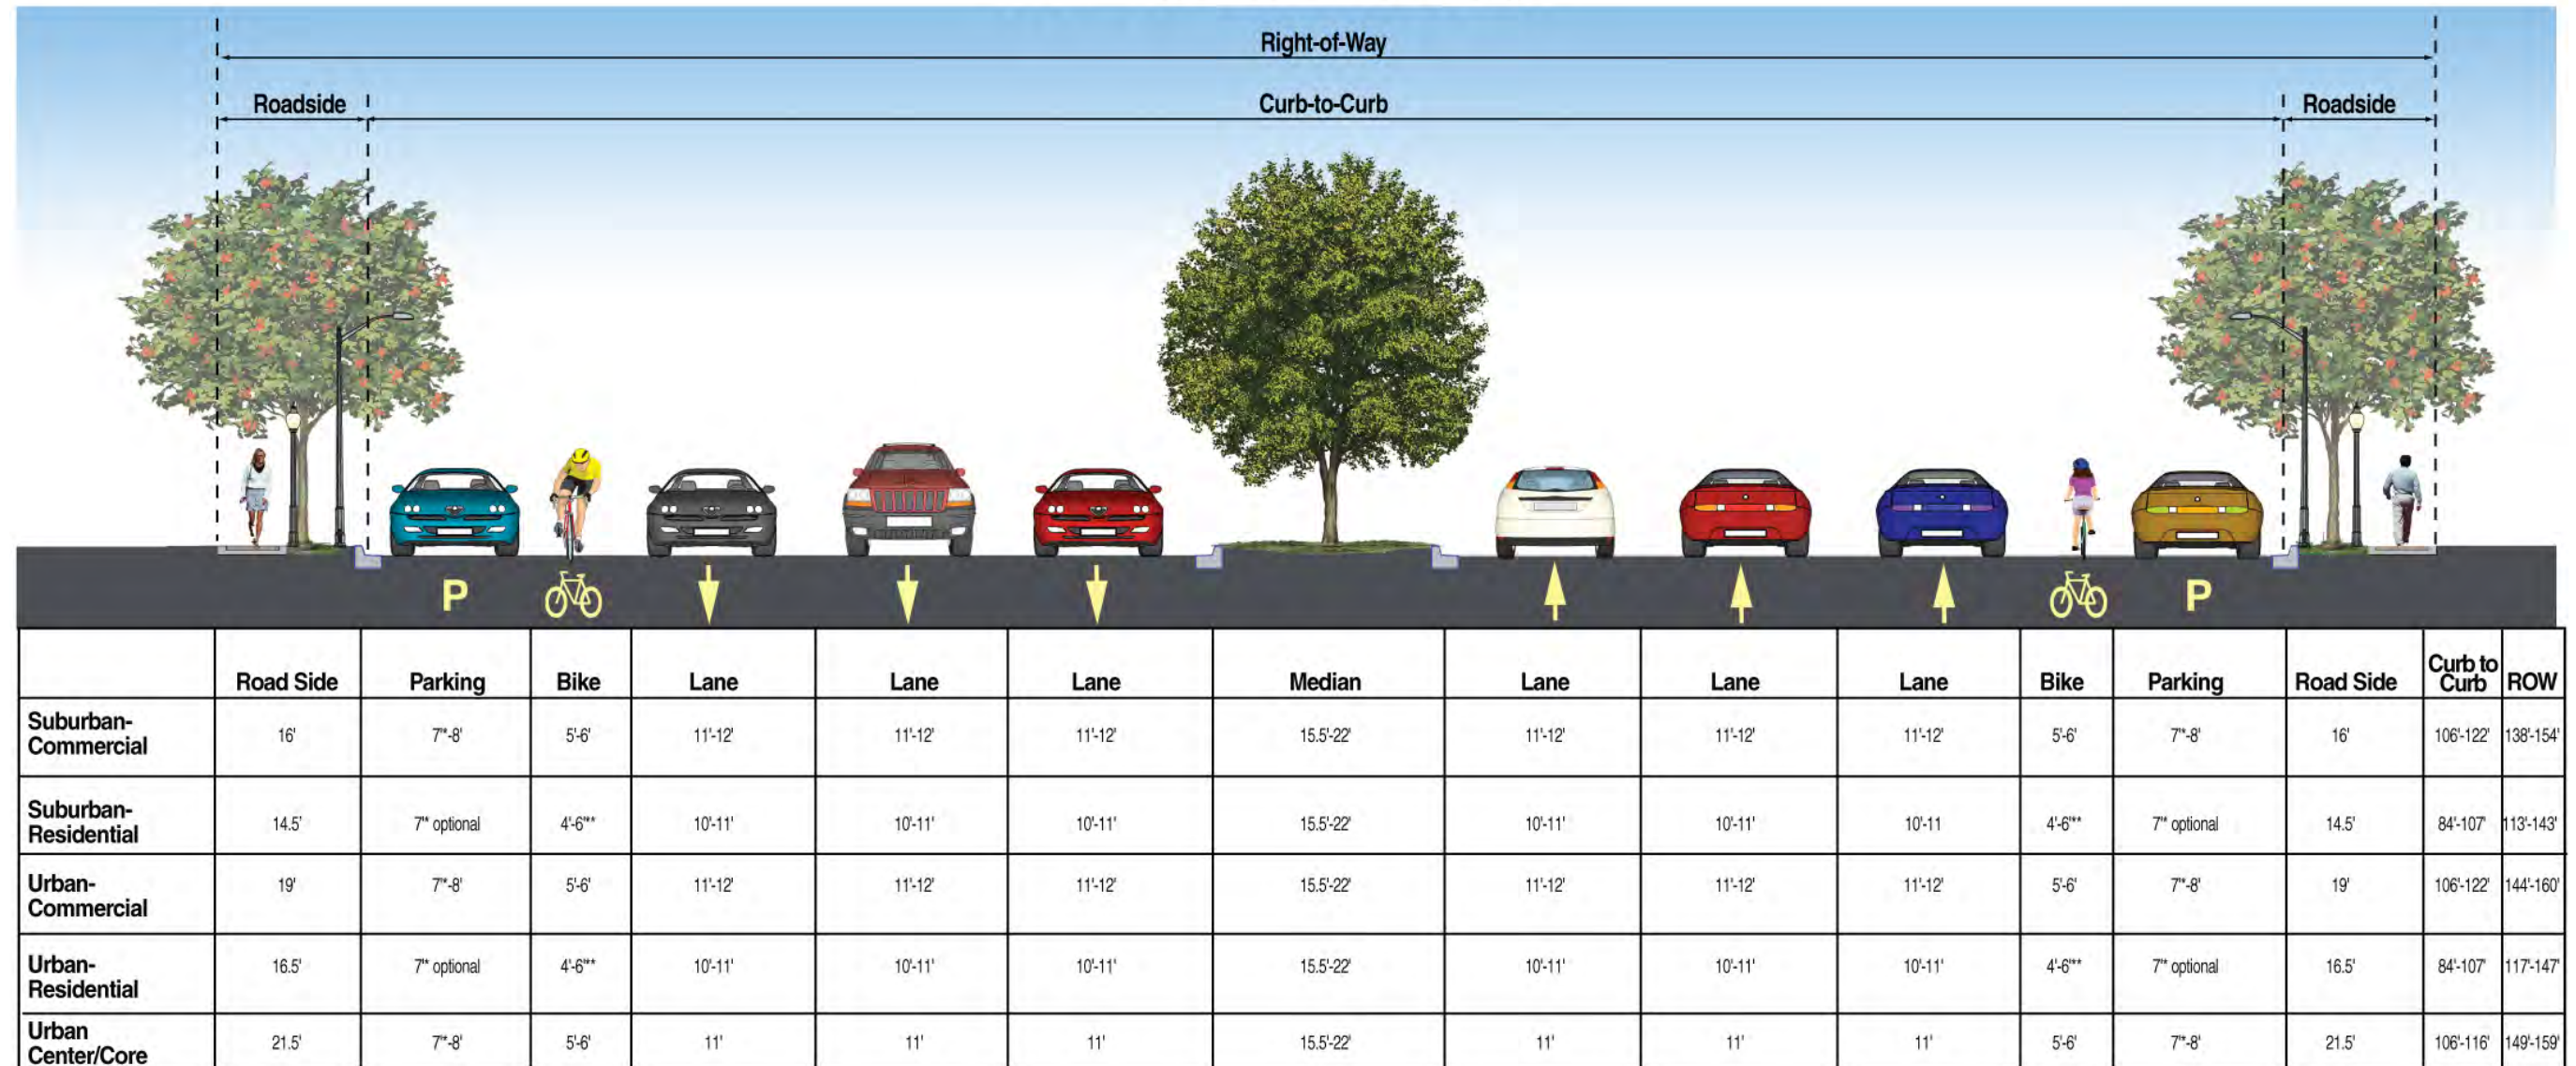 Right-of-Way
Roadside Curb-to-Curb Roadside
P P
Road Side Parking Bike Lane Lane Lane Median Lane Lane Lane Bike Parking Road Side Curb to Curb ROW
Suburban-Commercial 16' 7'*-8' 5'-6' 11'-12' 11'-12' 11'-12' 15.5'-22' 11'-12' 11'-12' 11'-12' 5'-6' 7'*-8' 16' 106'-122' 138'-154'
Suburban-Residential 14.5' 7'* optional 4'-6'** 10'-11' 10'-11' 10'-11' 15.5'-22' 10'-11' 10'-11' 10'-11 4'-6'** 7'* optional 14.5' 84'-107' 113'-143'
Urban-Commercial 19' 7'*-8' 5'-6' 11'-12' 11'-12' 11'-12' 15.5'-22' 11'-12' 11'-12' 11'-12' 5'-6' 7'*-8' 19' 106'-122' 144'-160'
Urban-Residential 16.5' 7'* optional 4'-6'** 10'-11' 10'-11' 10'-11' 15.5'-22' 10'-11' 10'-11' 10'-11' 4'-6'** 7'* optional 16.5' 84'-107' 117'-147'
Urban Center/Core 21.5' 7'*-8' 5'-6' 11' 11' 11' 15.5'-22' 11' 11' 11' 5'-6' 7'*-8' 21.5' 106'-116' 149'-159'